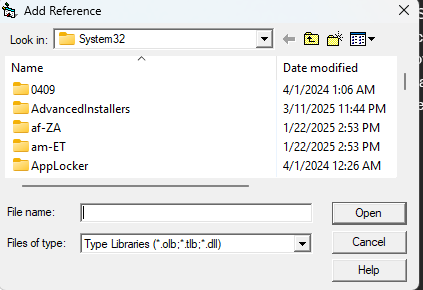 Add Reference
Look in: System32
Name Date modified
0409 4/1/2024 1:06 AM
AdvancedInstallers 3/11/2025 11:44 PM
af-ZA 1/22/2025 2:53 PM
am-ET 1/22/2025 2:53 PM
AppLocker 4/1/2024 12:26 AM
File name: Open
Files of type: Type Libraries (*.olb;*.tlb;*.dll) Cancel
Help